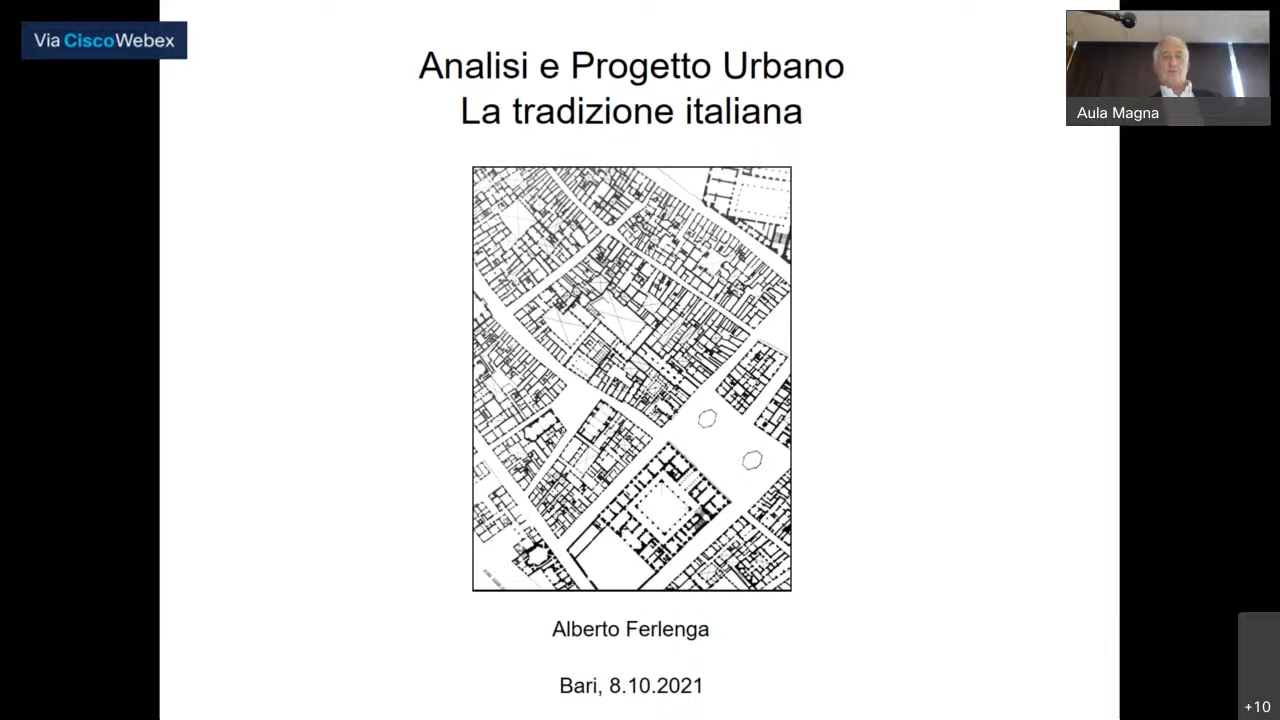 Via CiscoWebex
Analisi e Progetto Urbano
La tradizione italiana
Aula Magna
Alberto Ferlenga
Bari, 8.10.2021
+10